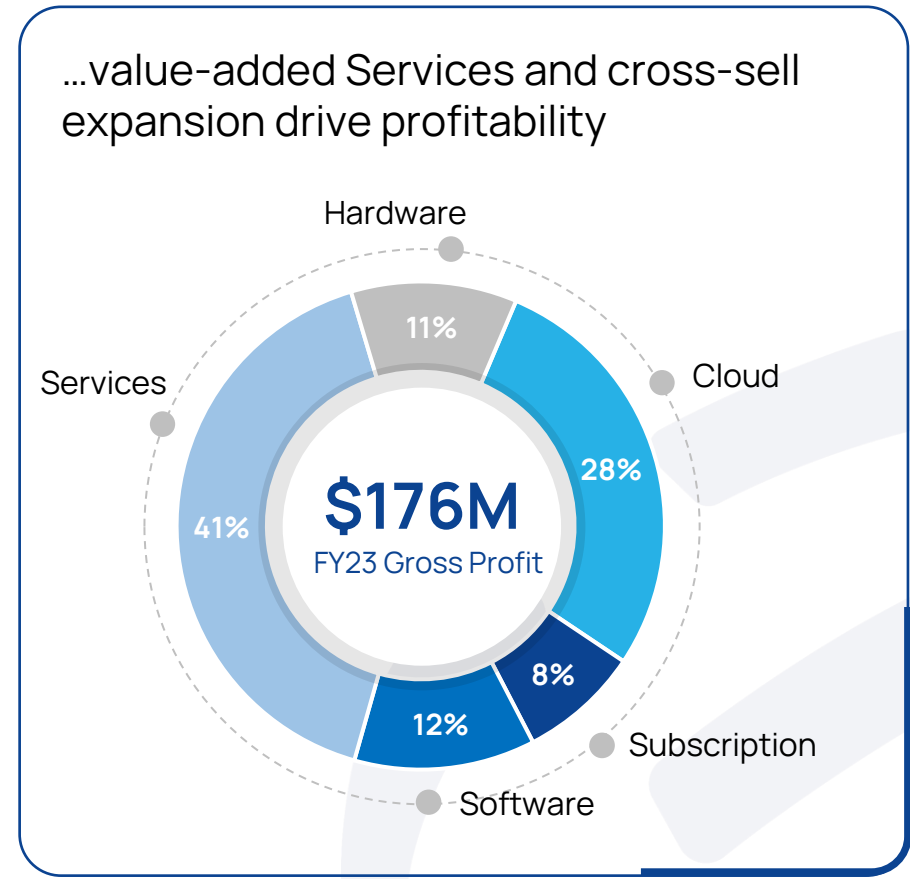 ...value-added Services and cross-sell
expansion drive profitability
Hardware
11%
Services
Cloud
28%
41%
$176M
FY23 Gross Profit
8%
12%
Subscription
Software